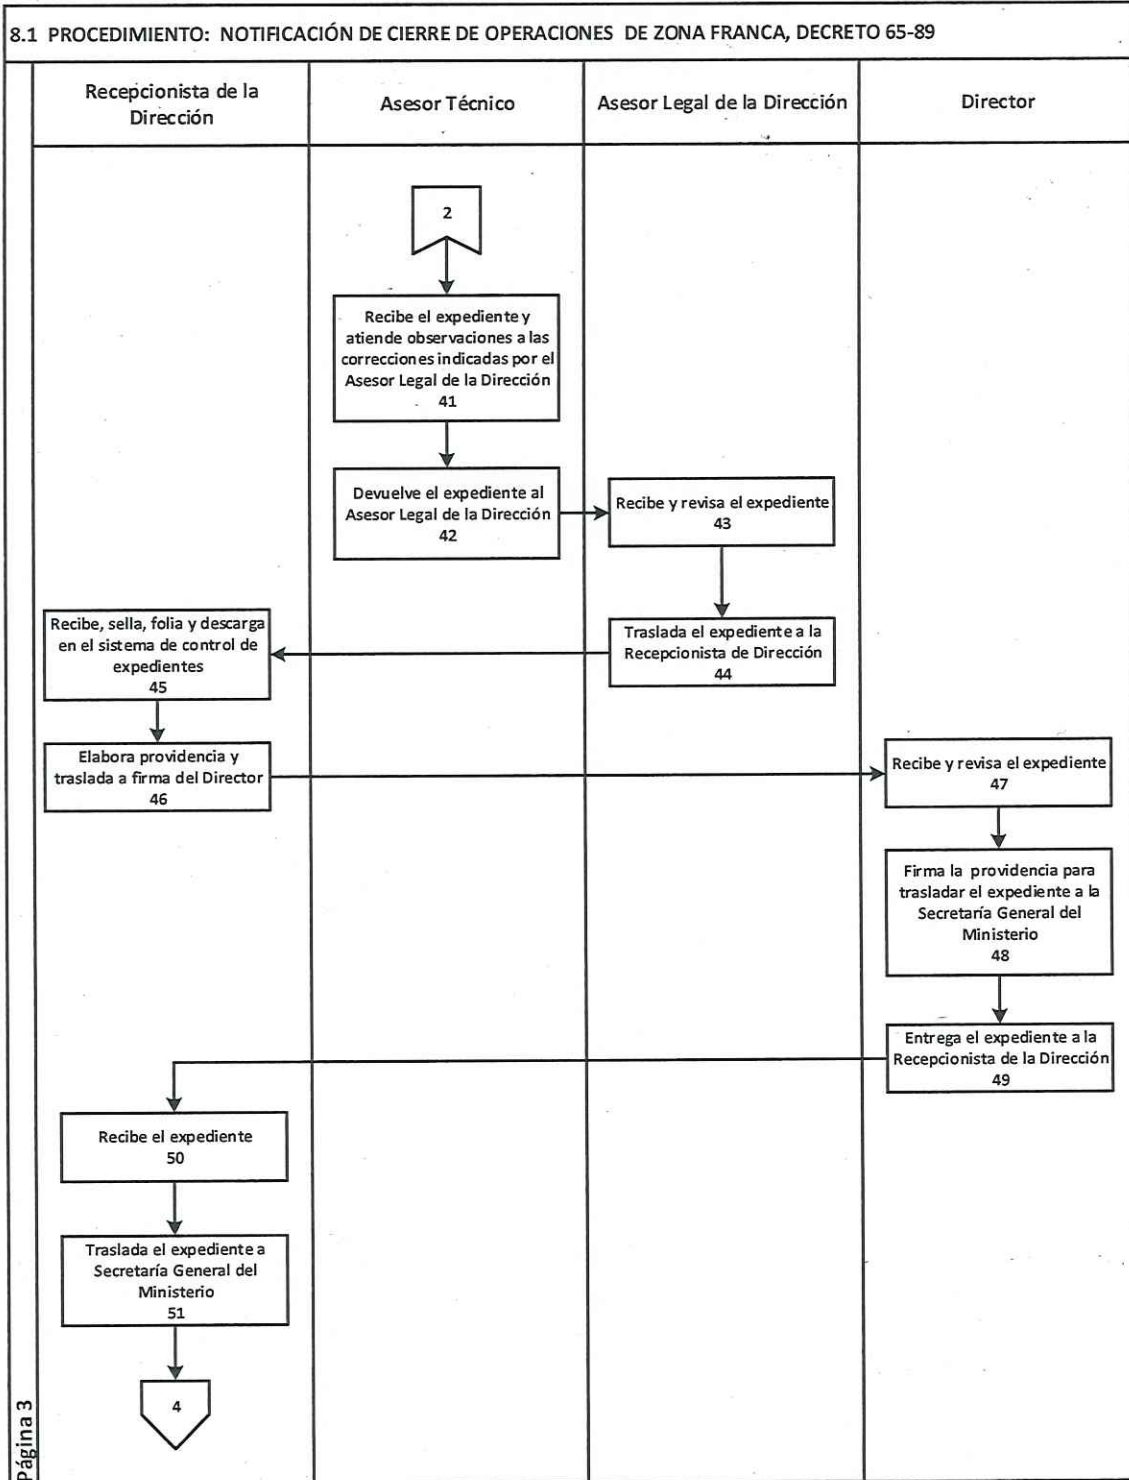 8.1 PROCEDIMIENTO: NOTIFICACIÓN DE CIERRE DE OPERACIONES DE ZONA FRANCA, DECRETO 65-89
Recepcionista de la
Dirección
Asesor Técnico
Asesor Legal de la Dirección
Director
2
Recibe el expediente y
atiende observaciones a las
correcciones indicadas por el
Asesor Legal de la Dirección
41
Devuelve el expediente al
Asesor Legal de la Dirección
42
Recibe y revisa el expediente
43
Traslada el expediente a la
Recepcionista de Dirección
44
Recibe, sella, folia y descarga
en el sistema de control de
expedientes
45
Elabora providencia y
traslada a firma del Director
46
Recibe y revisa el expediente
47
Firma la providencia para
trasladar el expediente a la
Secretaría General del
Ministerio
48
Entrega el expediente a la
Recepcionista de la Dirección
49
Recibe el expediente
50
Traslada el expediente a
Secretaría General del
Ministerio
51
4
Página 3